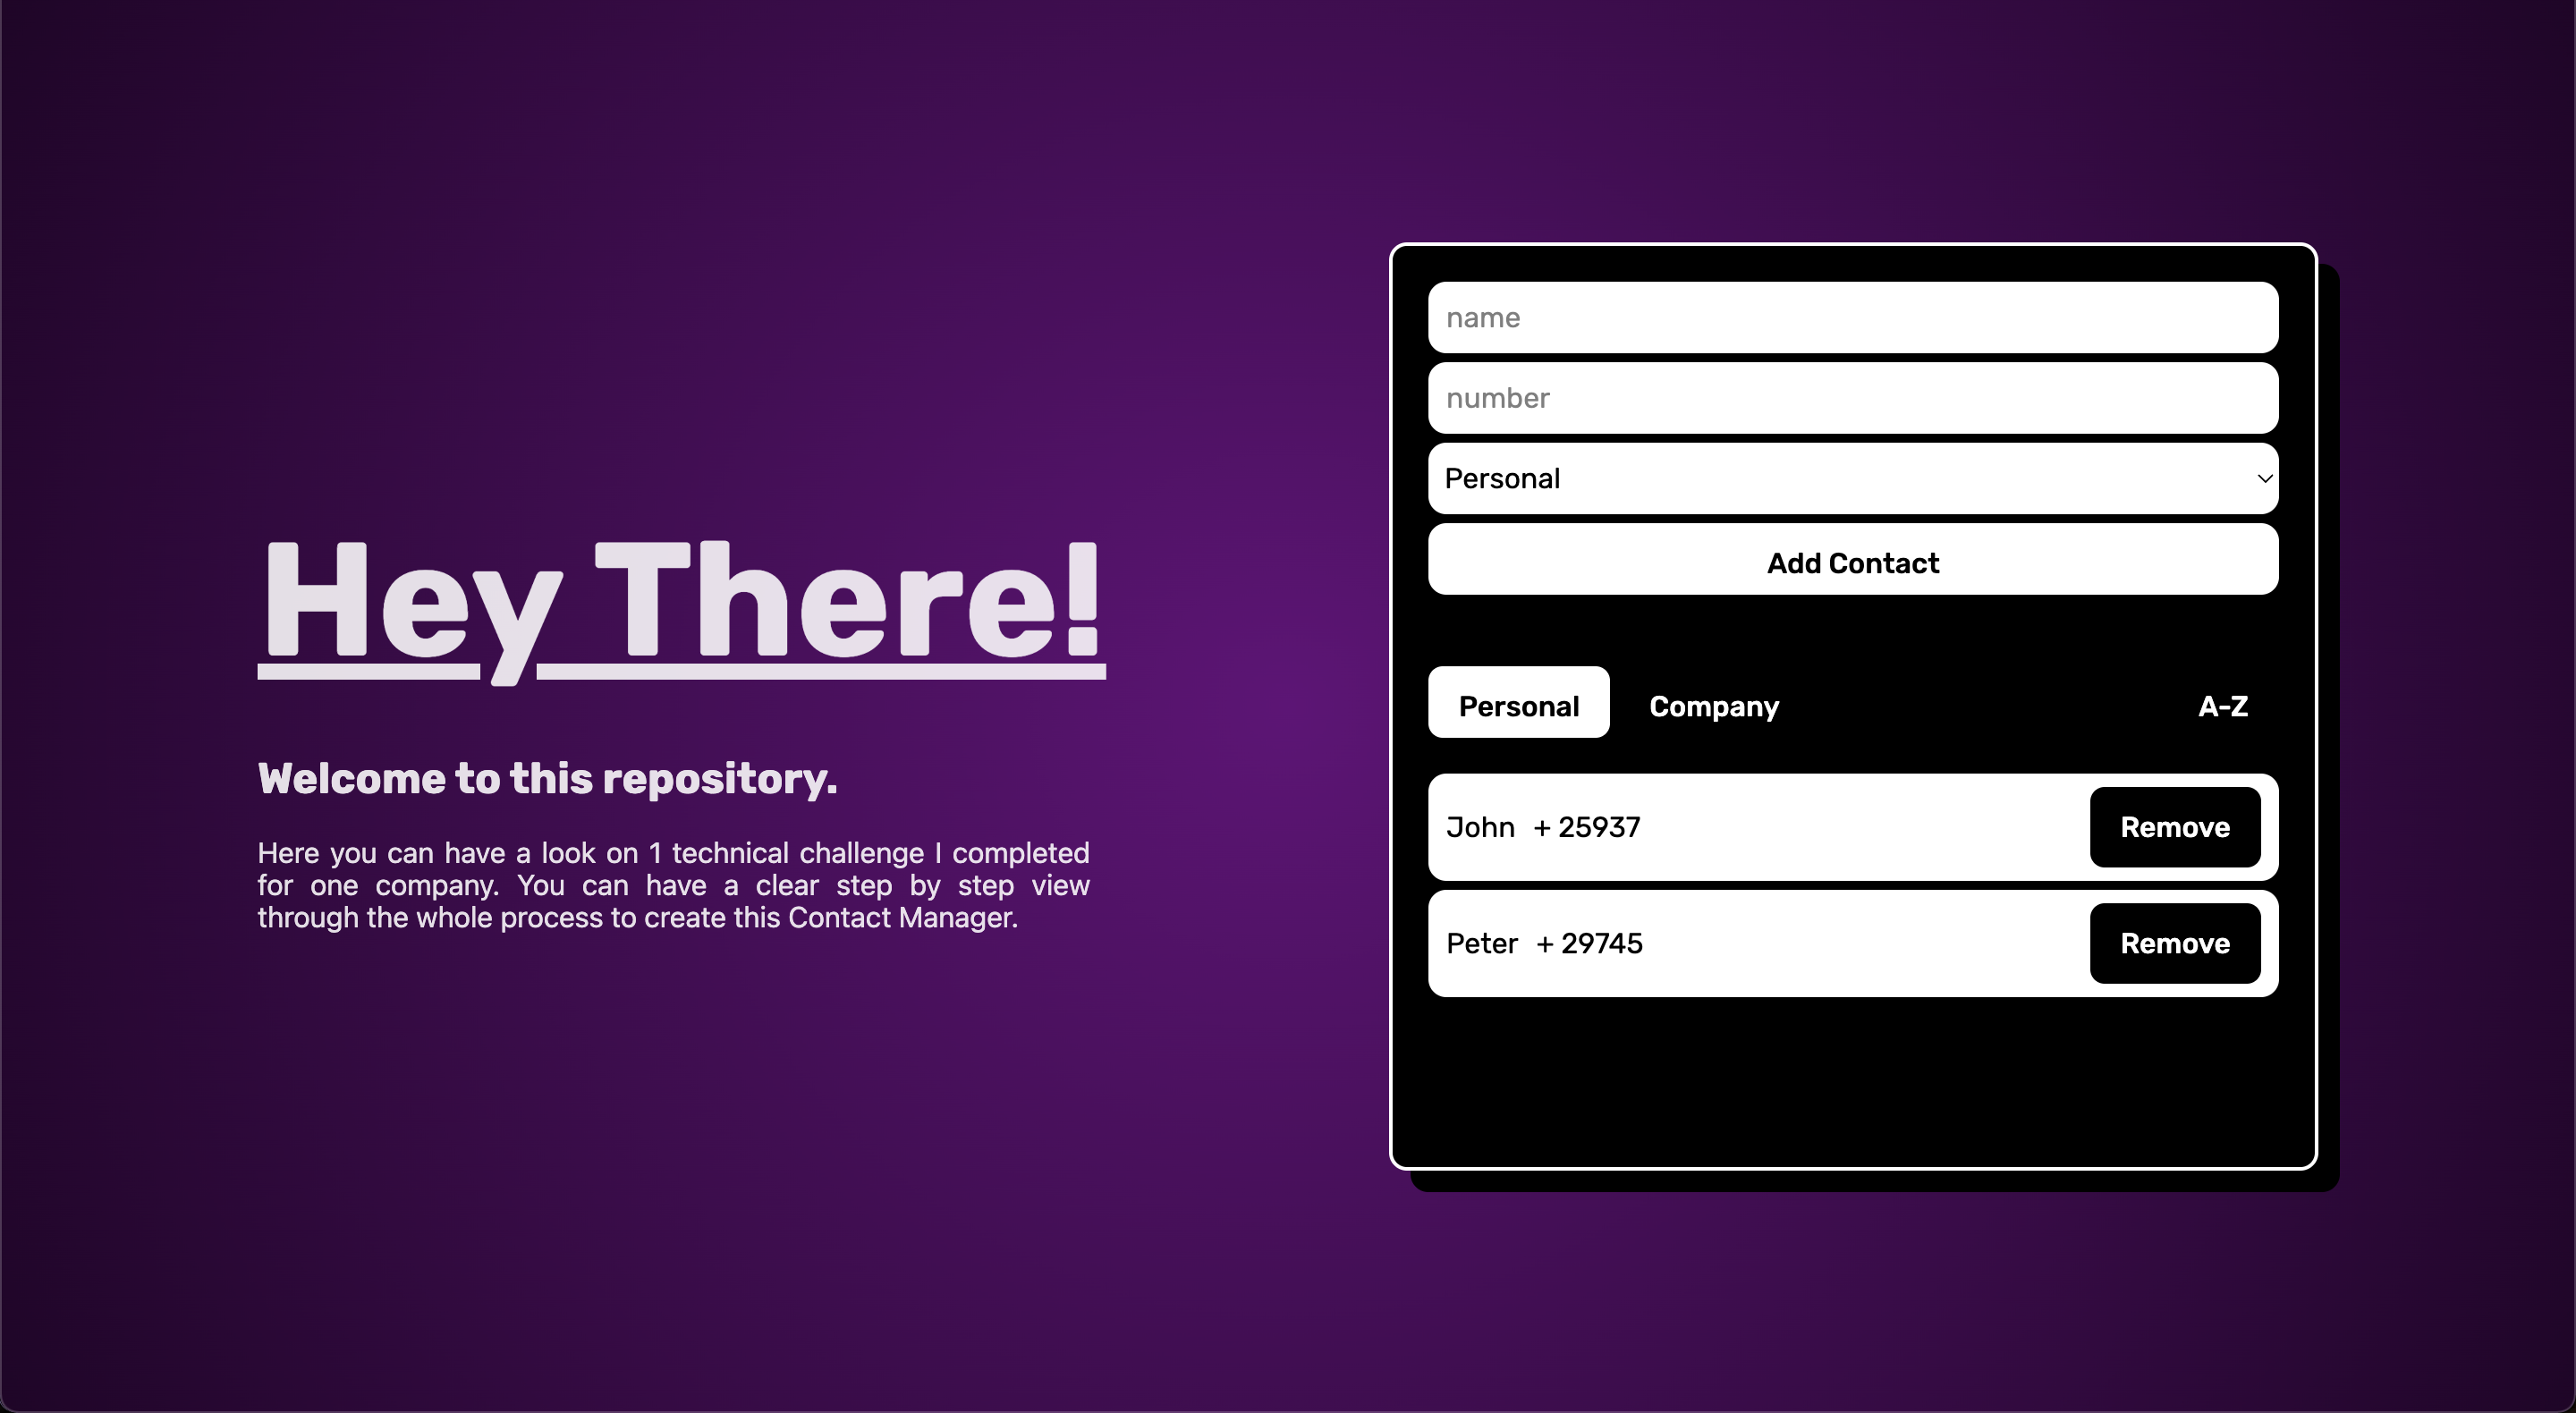 Hey There!
Welcome to this repository.
Here you can have a look on 1 technical challenge I completed
for one company. You can have a clear step by step view
through the whole process to create this Contact Manager.
name
number
Personal
Add Contact
Personal Company A-Z
John + 25937 Remove
Peter + 29745 Remove